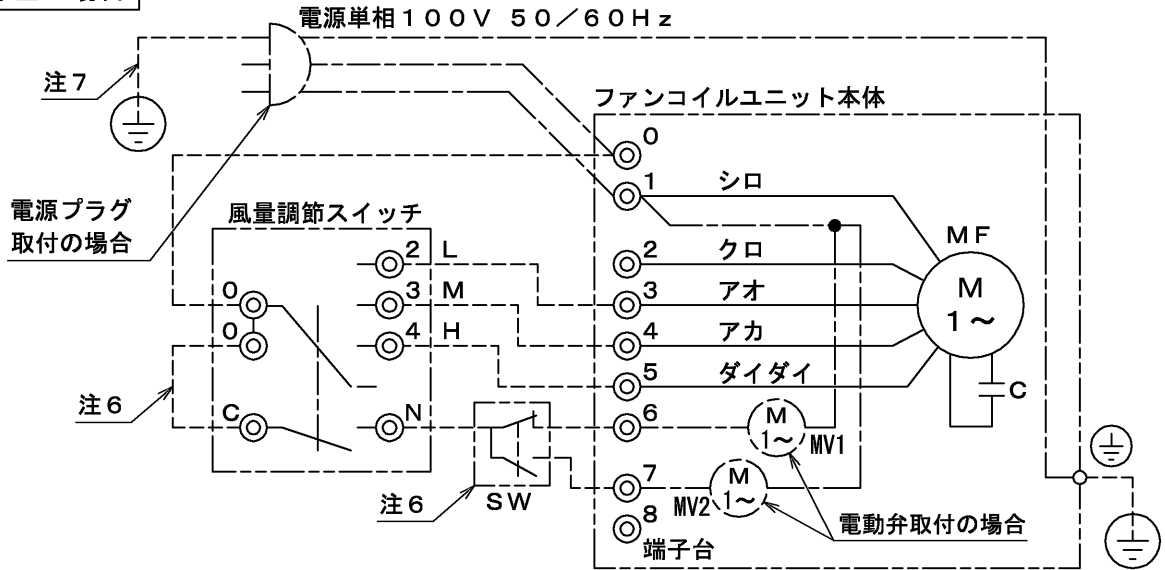 電源単相100V 50/60Hz
注7
ファンコイルユニット本体
電源プラグ
取付の場合
風量調節スイッチ
0
1
シロ
MF
2
L
2
クロ
M
1~
0
3
M
3
アオ
0
4
H
4
アカ
5
ダイダイ
C
注6
C
N
6
M
1~
MV1
注6
SW
7
MV2
M
1~
8
端子台
電動弁取付の場合